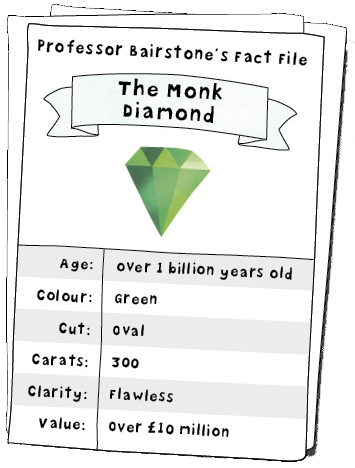 Professor Bairstone's Fact File
The Monk
Diamond
Age: over 1 billion years old
Colour: Green
Cut: oval
Carats: 300
Clarity: Flawless
Value: over £10 million